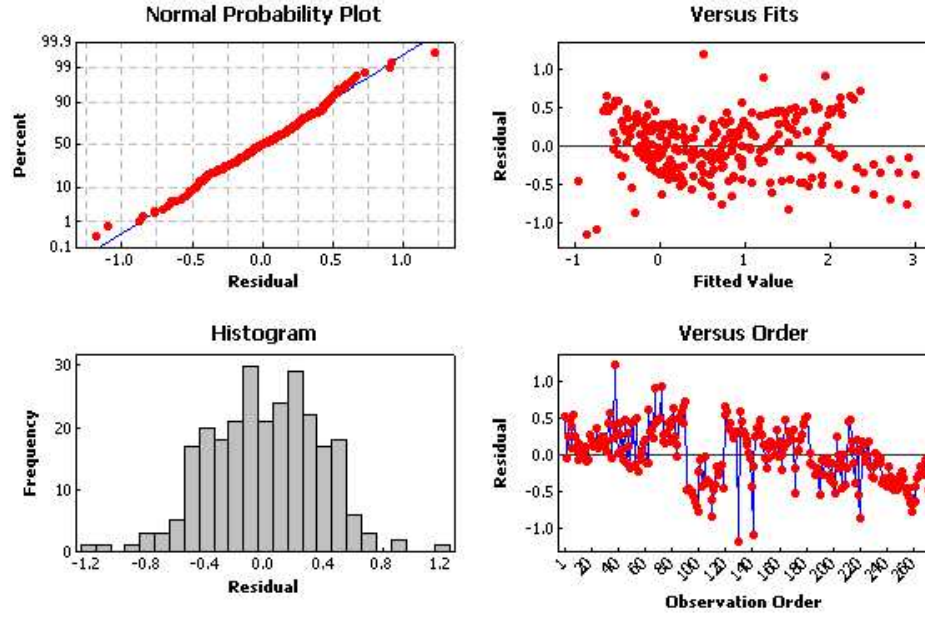 Normal Probability Plot
99.9
99
90
50
10
1
0.1
Percent
-1.0 -0.5 0.0 0.5 1.0
Residual
Versus Fits
1.0
0.5
0.0
-0.5
-1.0
Residual
-1 0 1 2 3
Fitted Value
Histogram
30
20
10
0
Frequency
-1.2 -0.8 -0.4 0.0 0.4 0.8 1.2
Residual
Versus Order
1.0
0.5
0.0
-0.5
-1.0
Residual
1 20 40 60 80 100 120 140 160 180 200 220 240 260
Observation Order